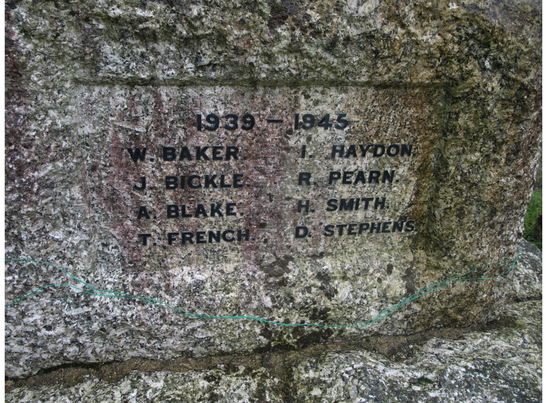 1939 – 1945
W. BAKER. I. HAYDON.
J. BICKLE. R. PEARN.
A. BLAKE. H. SMITH.
T. FRENCH. D. STEPHENS.